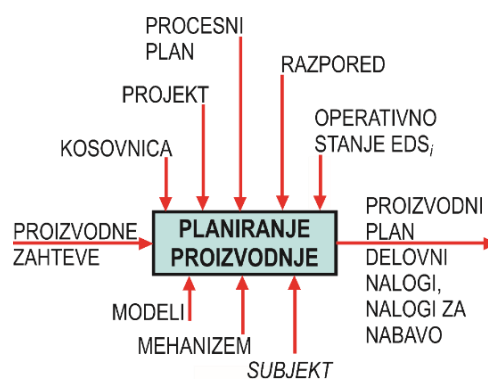 PROCESNI
PLAN
RAZPORED
PROJEKT
OPERATIVNO
STANJE EDSi
KOSOVNICA
PROIZVODNE
ZAHTEVE
PLANIRANJE
PROIZVODNJE
PROIZVODNI
PLAN
DELOVNI
NALOGI,
NALOGI ZA
NABAVO
MODELI
MEHANIZEM
SUBJEKT